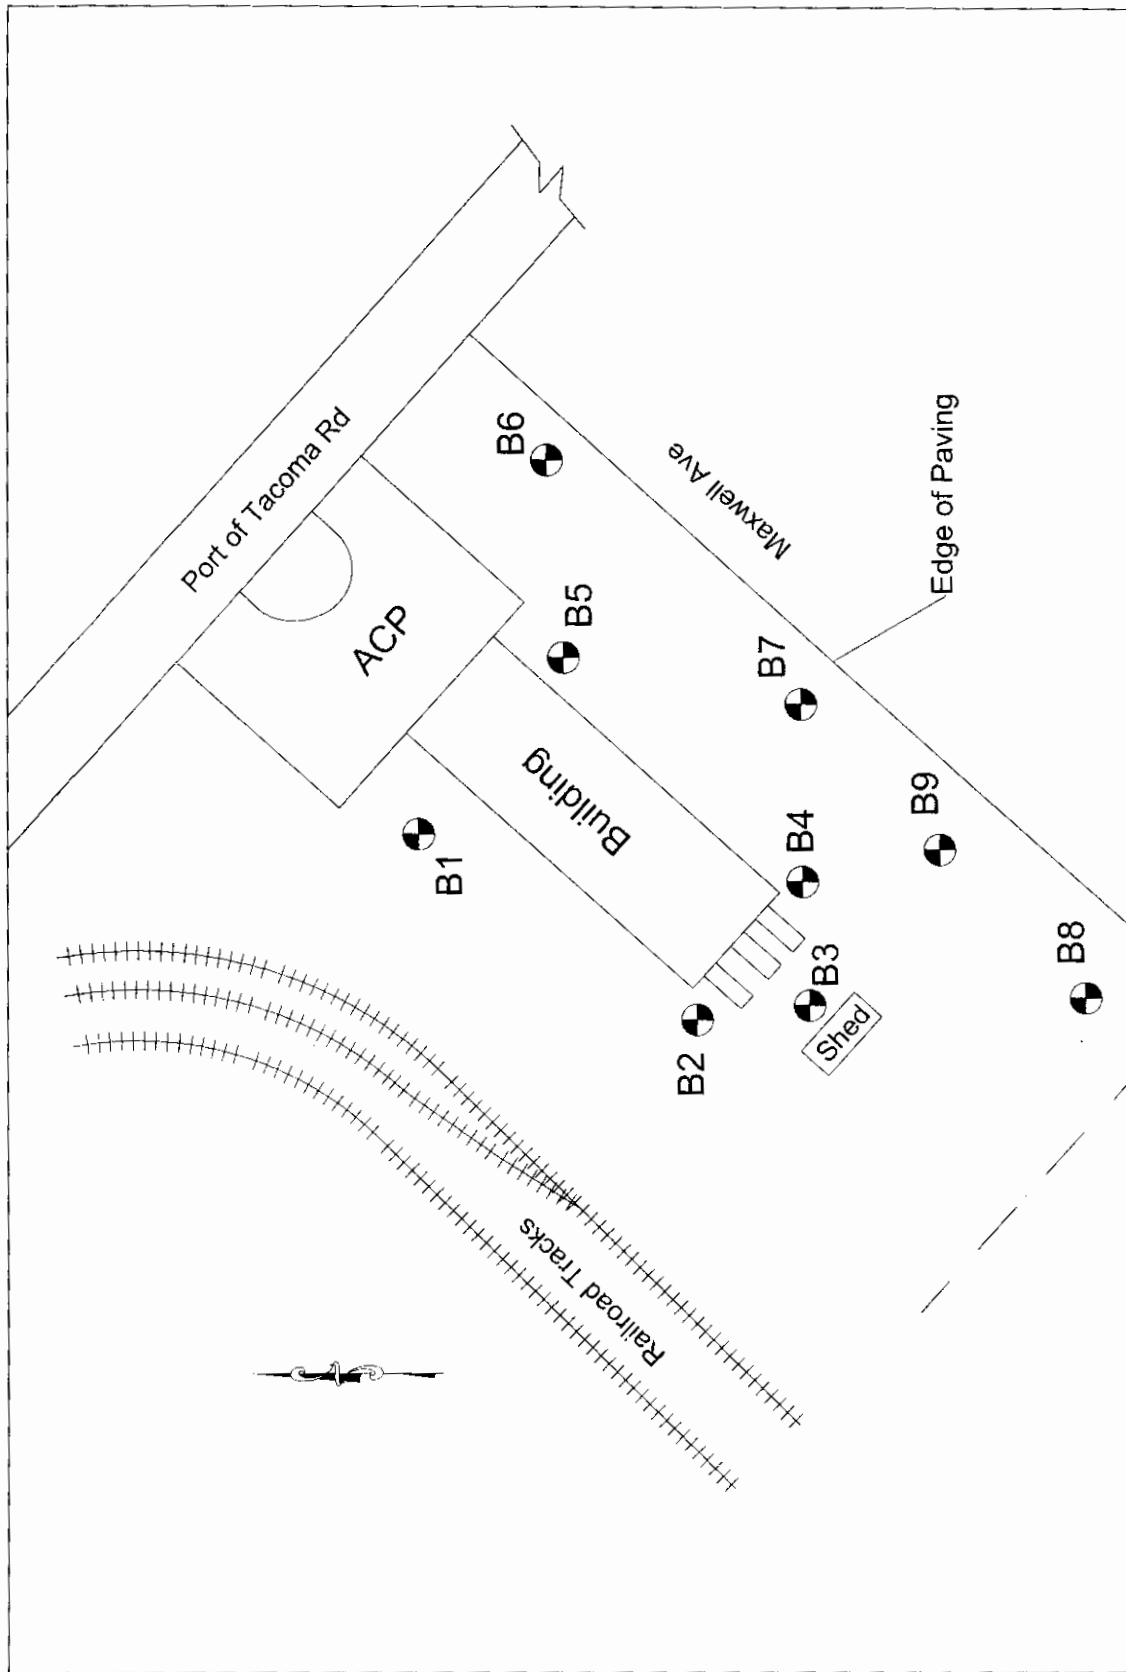 Port of Tacoma Rd
B6
Maxwell Ave
Edge of Paving
ACP
B5
B7
Building
B1
B4
B9
B3
B8
Shed
B2
Railroad Tracks